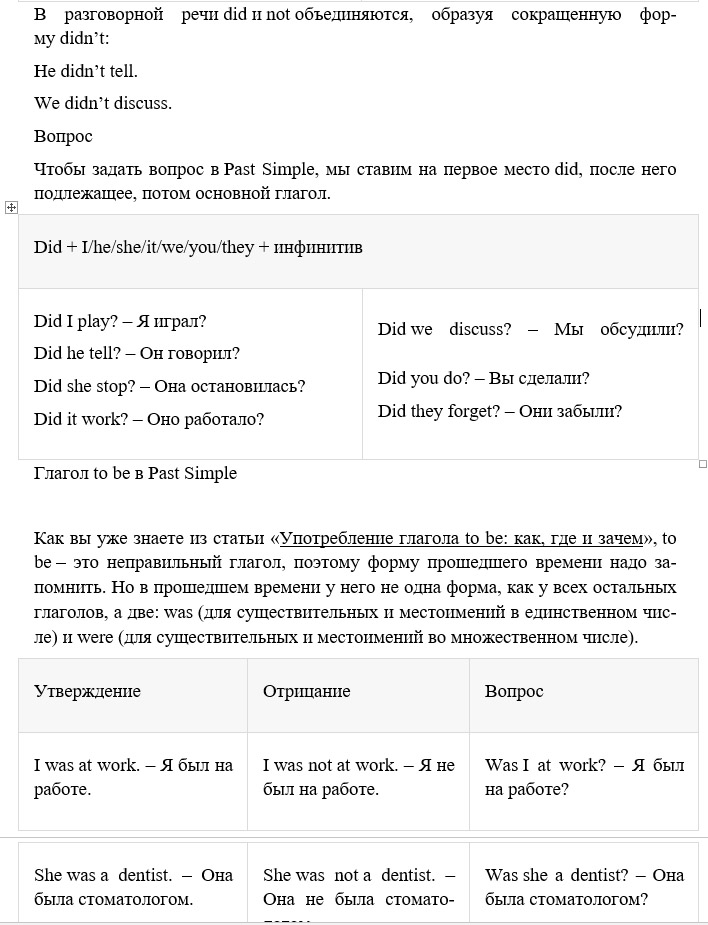 В разговорной речи did и not объединяются, образуя сокращенную фор-
му didn’t:
He didn’t tell.
We didn’t discuss.
Вопрос
Чтобы задать вопрос в Past Simple, мы ставим на первое место did, после него
подлежащее, потом основной глагол.
Did + I/he/she/it/we/you/they + инфинитив
Did I play? – Я играл?
Did he tell? – Он говорил?
Did she stop? – Она остановилась?
Did it work? – Оно работало?
Did we discuss? – Мы обсудили?
Did you do? – Вы сделали?
Did they forget? – Они забыли?
Глагол to be в Past Simple
Как вы уже знаете из статьи «Употребление глагола to be: как, где и зачем», to
be – это неправильный глагол, поэтому форму прошедшего времени надо за-
помнить. Но в прошедшем времени у него не одна форма, как у всех остальных
глаголов, а две: was (для существительных и местоимений в единственном чис-
ле) и were (для существительных и местоимений во множественном числе).
Утверждение
Отрицание
Вопрос
I was at work. – Я был на
работе.
I was not at work. – Я не
был на работе.
Was I at work? – Я был
на работе?
She was a dentist. – Она
была стоматологом.
She was not a dentist. –
Она не была стомато-
Was she a dentist? – Она
была стоматологом?